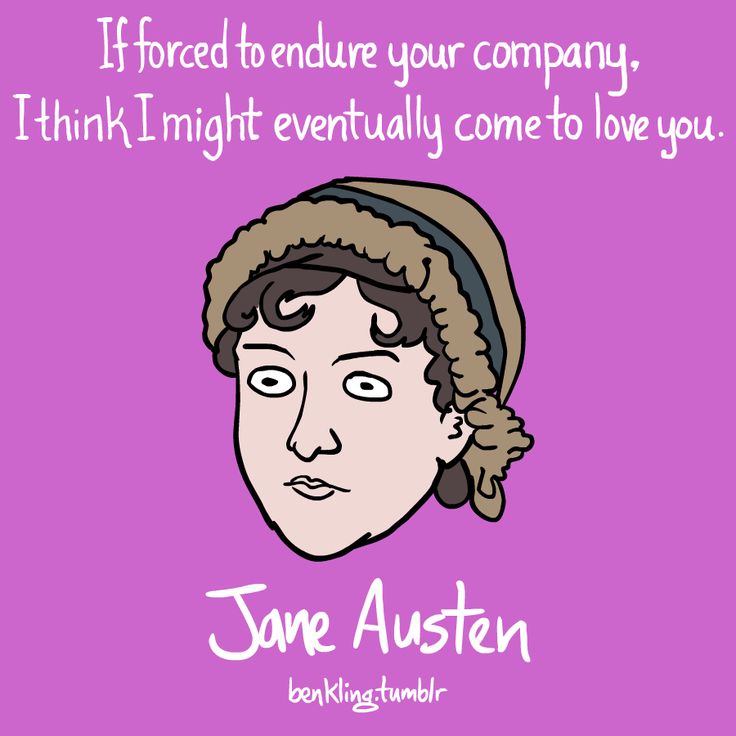 If forced to endure your company,
I think I might eventually come to love you.
Jane Austen
benkling.tumblr